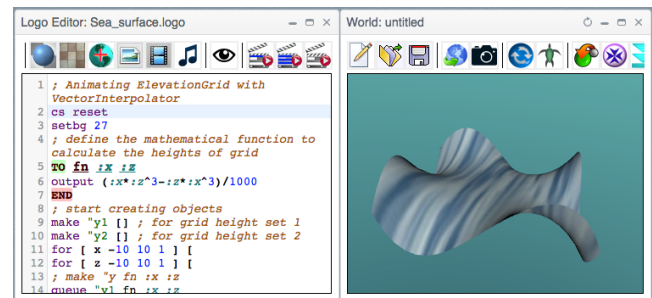 Logo Editor: Sea_surface.logo
World: untitled
1 ; Animating ElevationGrid with
VectorInterpolator
2 cs reset
3 setbg 27
4 ; define the mathematical function to
calculate the heights of grid
5 TO fn :x :z
6 output (:x*:z^3-:z*:x^3)/1000
7 END
8 ; start creating objects
9 make "y1 [] ; for grid height set 1
10 make "y2 [] ; for grid height set 2
11 for [ x -10 10 1 ] [
12 for [ z -10 10 1 ] [
13 ; make "y fn :x :z
14 queue "y1 fn :x :z